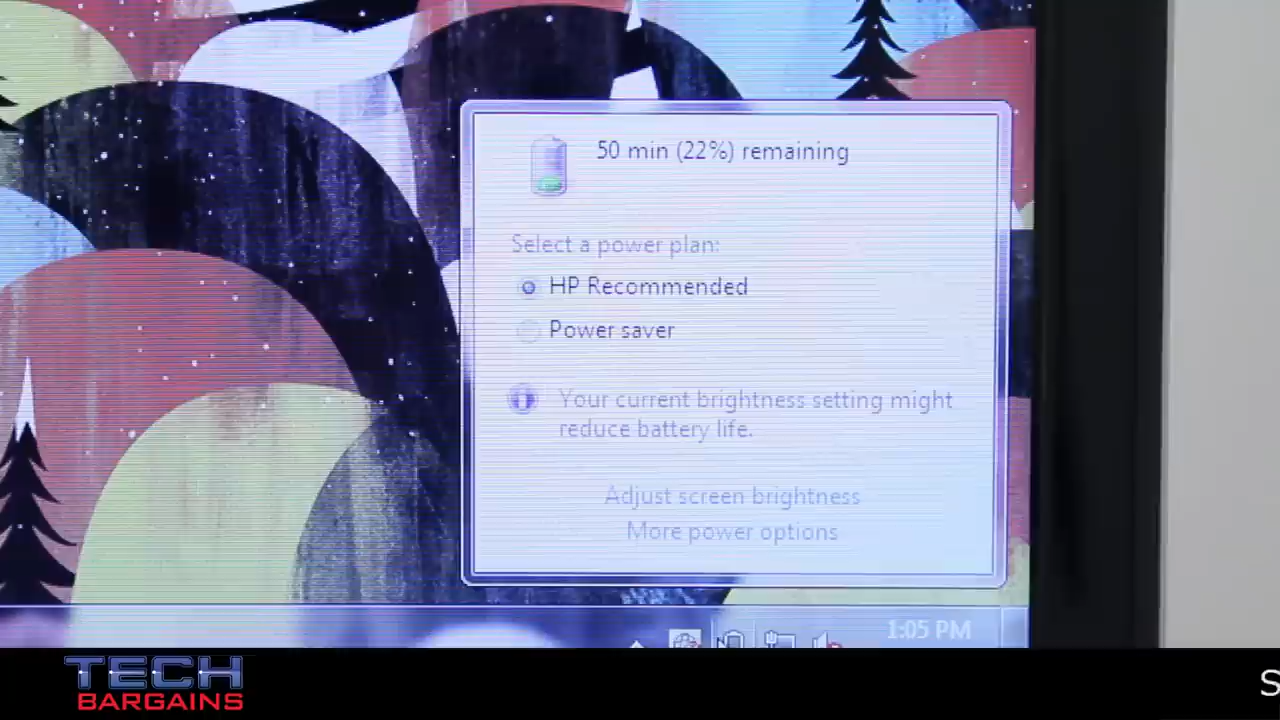 50 min (22%) remaining
Select a power plan:
HP Recommended
Power saver
Your current brightness setting might
reduce battery life.
Adjust screen brightness
More power options
1:05 PM
TECH
BARGAINS
S